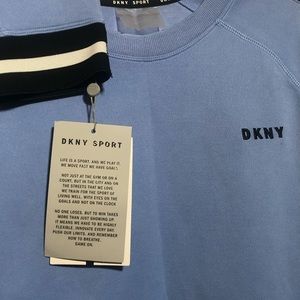 DKNY SPORT
DKNY
DKNY SPORT
LIFE IS A SPORT. AND WE PLAY IT.
WE MOVE FAST WE HAVE GOALS.
NOT JUST AT THE GYM OR ON A
COURT, BUT IN THE CITY AND ON
THE STREETS THAT WE LOVE
WE TRAIN FOR THE SPORT OF
LIVING WELL. WITH EYES ON THE
GOALS AND NOT ON THE CLOCK
NO ONE LOSES. BUT TO WIN TAKES
MORE THAN JUST SHOWING UP.
IT MEANS WE HAVE TO BE HIGHLY
FLEXIBLE. INNOVATE EVERY DAY.
PUSH OUR LIMITS. AND REMEMBER
HOW TO BREATHE.
GAME ON.